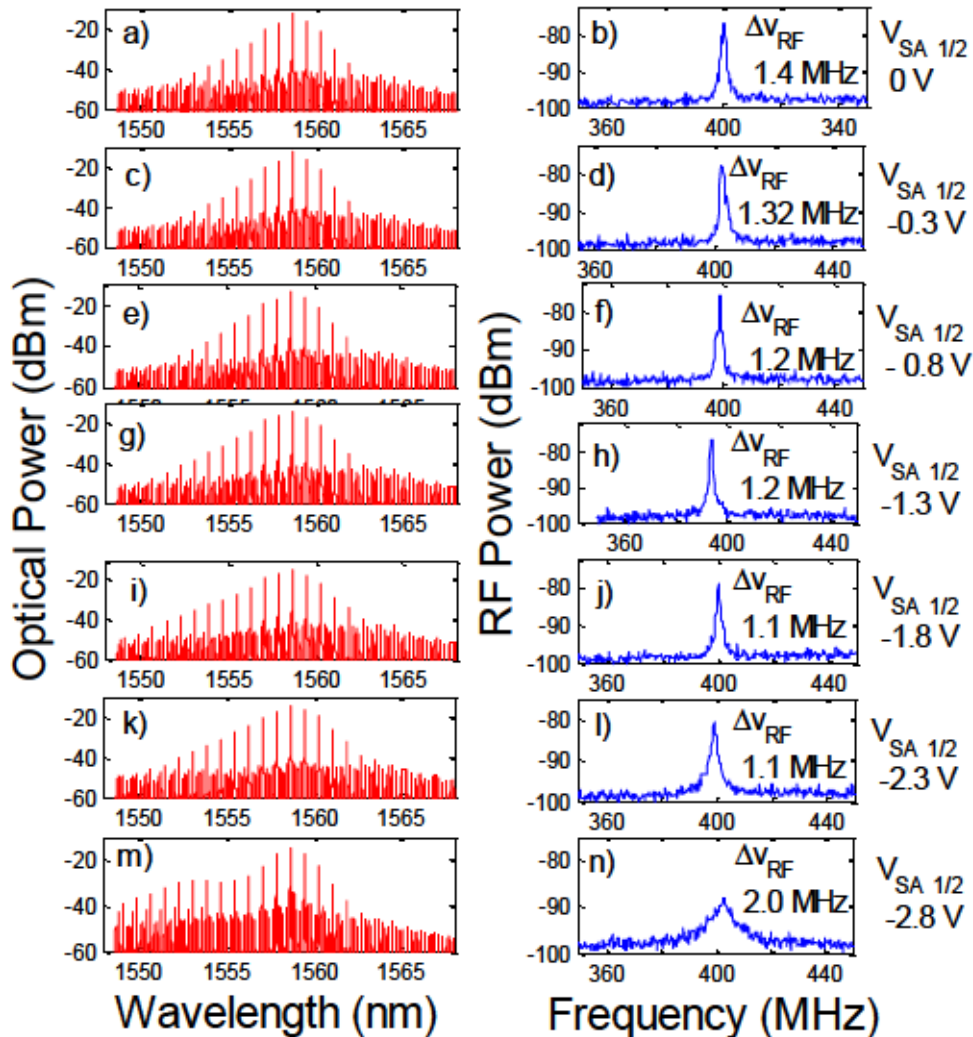 Optical Power (dBm)
a)
-20
-40
-60
1550 1555 1560 1565
RF Power (dBm)
b)
-80
-90
-100
ΔνRF
1.4 MHz
360 400 340
VSA 1/2
0 V
c)
-20
-40
-60
1550 1555 1560 1565
d)
-80
-90
-100
ΔνRF
1.32 MHz
360 400 440
VSA 1/2
-0.3 V
e)
-20
-40
-60
f)
-80
-90
-100
ΔνRF
1.2 MHz
360 400 440
VSA 1/2
- 0.8 V
g)
-20
-40
-60
1550 1555 1560 1565
h)
-80
-90
-100
ΔνRF
1.2 MHz
360 400 440
VSA 1/2
-1.3 V
i)
-20
-40
-60
1550 1555 1560 1565
j)
-80
-90
-100
ΔνRF
1.1 MHz
360 400 440
VSA 1/2
-1.8 V
k)
-20
-40
-60
1550 1555 1560 1565
l)
-80
-90
-100
ΔνRF
1.1 MHz
360 400 440
VSA 1/2
-2.3 V
m)
-20
-40
-60
1550 1555 1560 1565
n)
-80
-90
-100
ΔνRF
2.0 MHz
360 400 440
VSA 1/2
-2.8 V
Wavelength (nm)
Frequency (MHz)